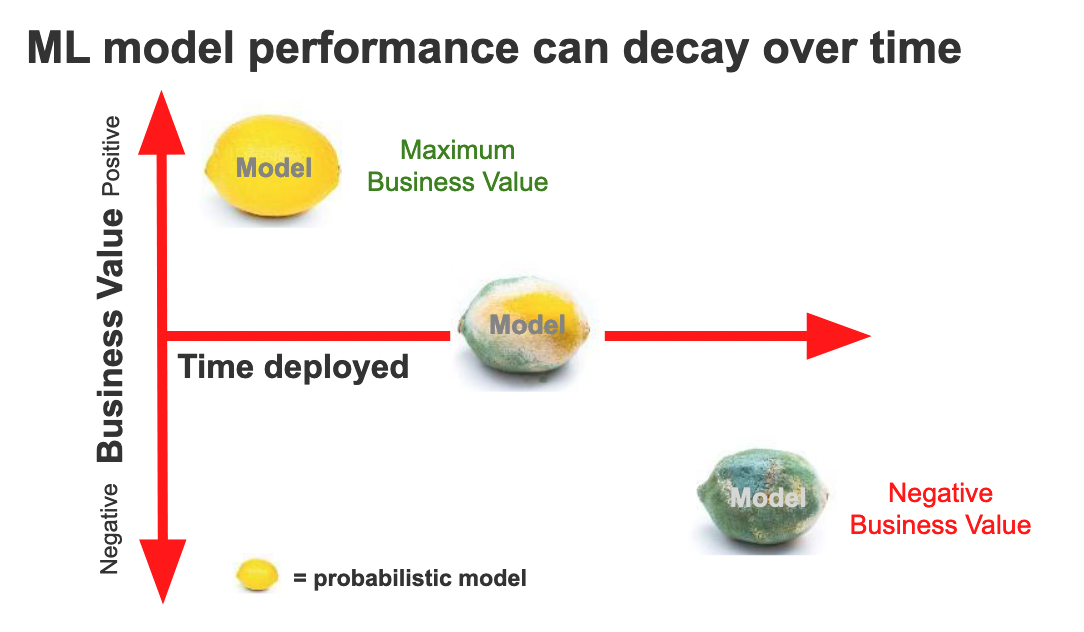 ML model performance can decay over time
Positive
Business Value
Negative
Model
Maximum
Business Value
Model
Time deployed
Model
Negative
Business Value
= probabilistic model